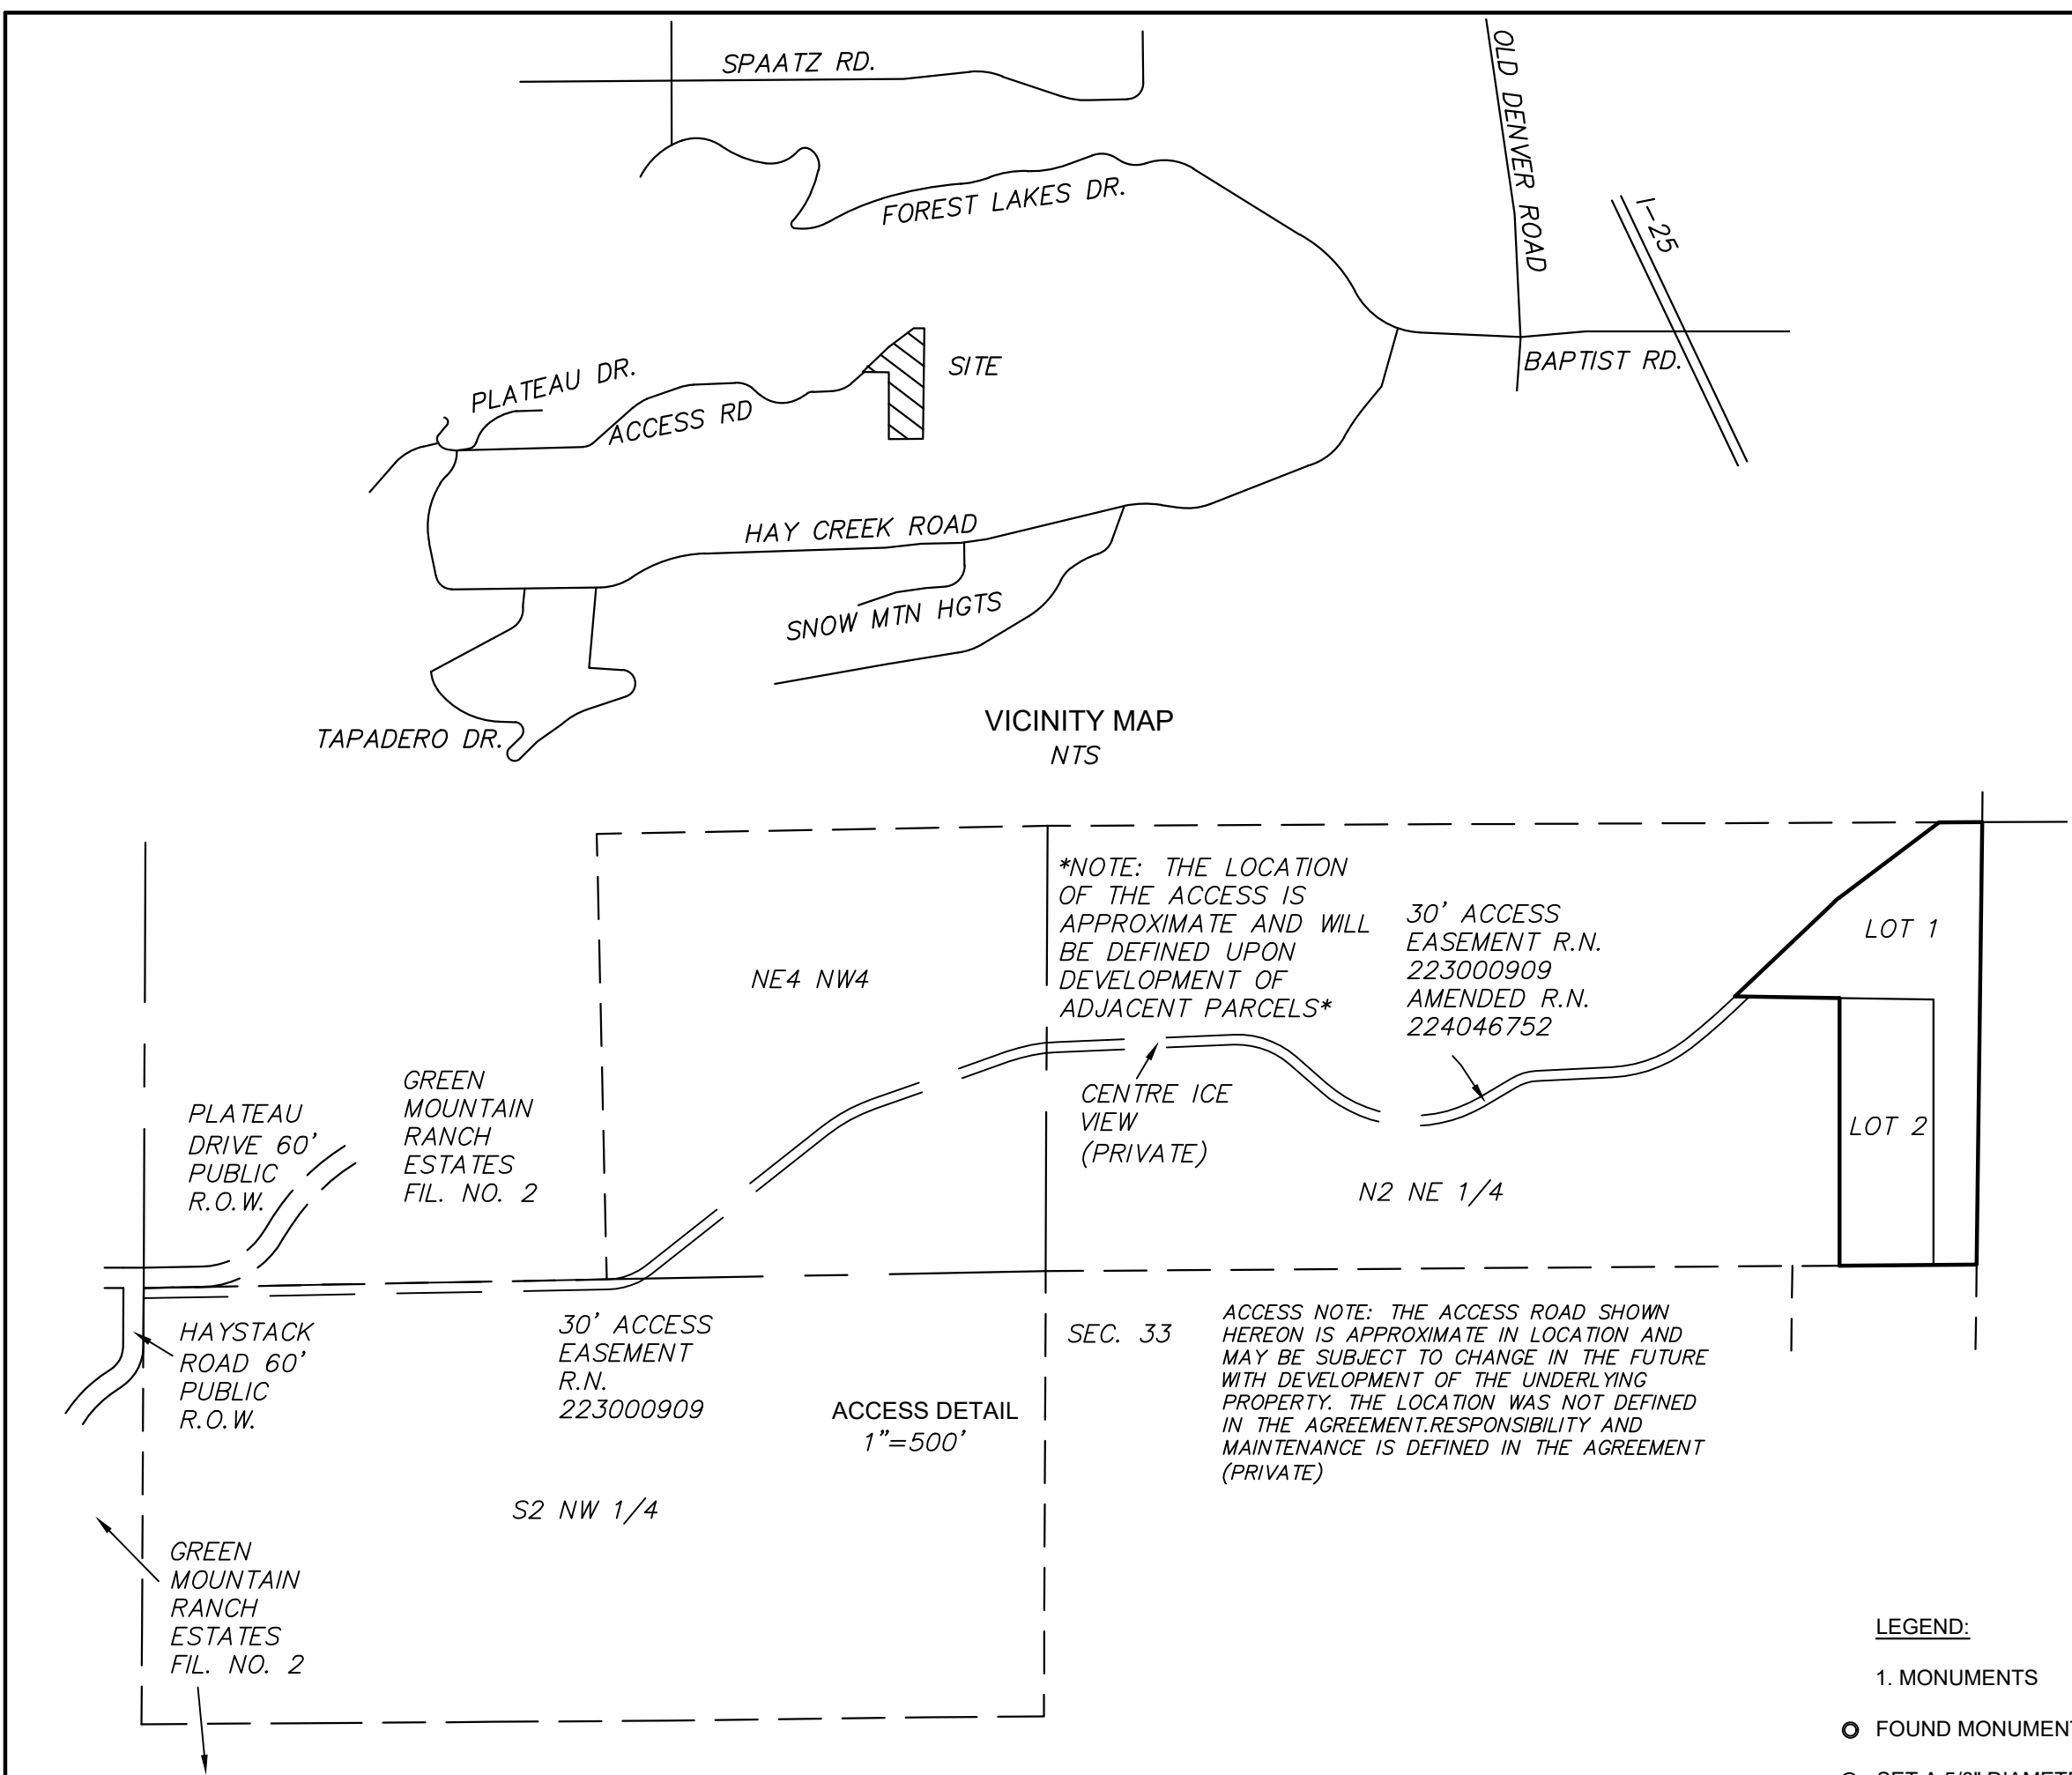 SPAATZ RD.
OLD DENVER ROAD
FOREST LAKES DR.
I-25
SITE
BAPTIST RD.
PLATEAU DR.
ACCESS RD
HAY CREEK ROAD
SNOW MTN HGTS
TAPADERO DR.
VICINITY MAP
NTS
*NOTE: THE LOCATION
OF THE ACCESS IS
APPROXIMATE AND WILL
BE DEFINED UPON
DEVELOPMENT OF
ADJACENT PARCELS*
30' ACCESS
EASEMENT R.N.
223000909
AMENDED R.N.
224046752
LOT 1
NE4 NW4
GREEN
MOUNTAIN
RANCH
ESTATES
FIL. NO. 2
PLATEAU
DRIVE 60'
PUBLIC
R.O.W.
CENTRE ICE
VIEW
(PRIVATE)
LOT 2
N2 NE 1/4
HAYSTACK
ROAD 60'
PUBLIC
R.O.W.
30' ACCESS
EASEMENT
R.N.
223000909
ACCESS DETAIL
1"=500'
SEC. 33
ACCESS NOTE: THE ACCESS ROAD SHOWN
HEREON IS APPROXIMATE IN LOCATION AND
MAY BE SUBJECT TO CHANGE IN THE FUTURE
WITH DEVELOPMENT OF THE UNDERLYING
PROPERTY. THE LOCATION WAS NOT DEFINED
IN THE AGREEMENT.RESPONSIBILITY AND
MAINTENANCE IS DEFINED IN THE AGREEMENT
(PRIVATE)
S2 NW 1/4
GREEN
MOUNTAIN
RANCH
ESTATES
FIL. NO. 2
LEGEND:
1. MONUMENTS
FOUND MONUMENT